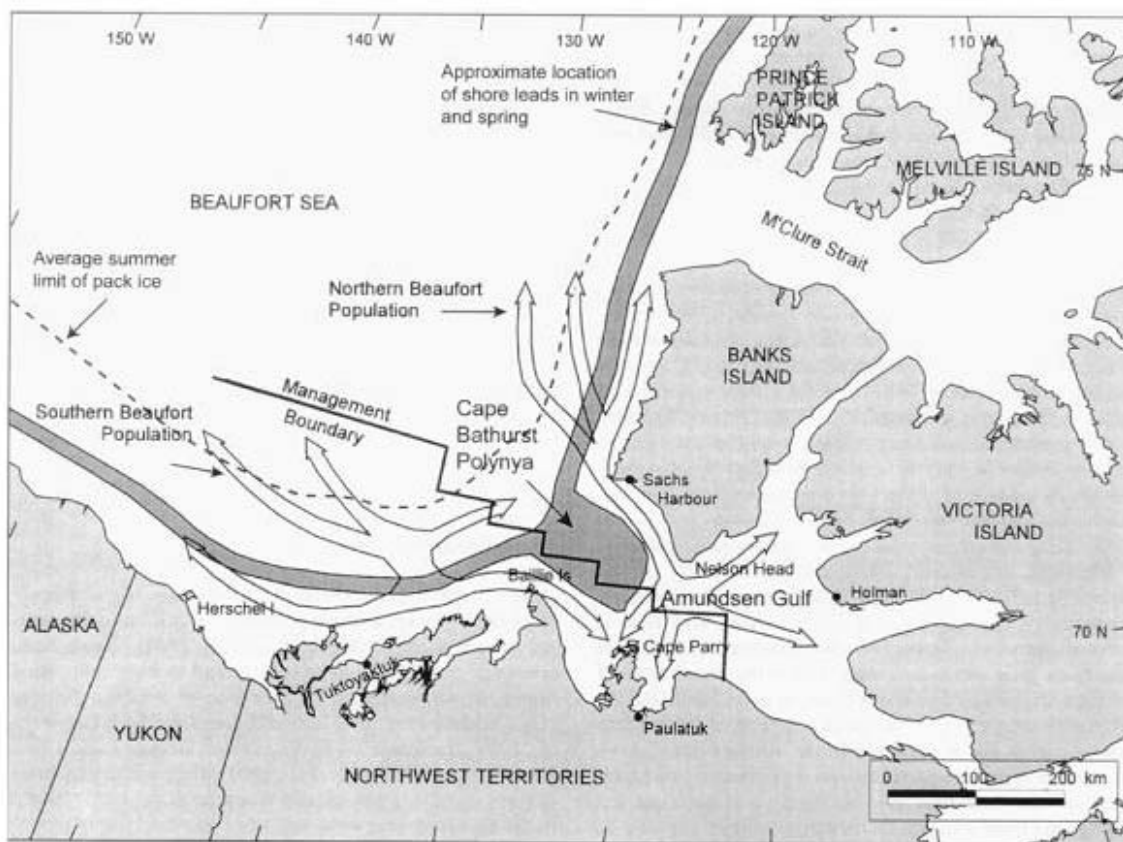 150 W
140 W
130 W
120 W
110 W
Approximate location
of shore leads in winter
and spring
PRINCE
PATRICK
ISLAND
MELVILLE ISLAND
75 N
BEAUFORT SEA
M'Clure Strait
Average summer
limit of pack ice
Northern Beaufort
Population
BANKS
ISLAND
Management
Boundary
Southern Beaufort
Population
Cape
Bathurst
Polynya
Sachs
Harbour
VICTORIA
ISLAND
Nelson Head
Baillie Is
Amundsen Gulf
Holman
Herschel I
ALASKA
70 N
Cape Parry
Tuktoyaktuk
Paulatuk
YUKON
NORTHWEST TERRITORIES
0 100 200 km